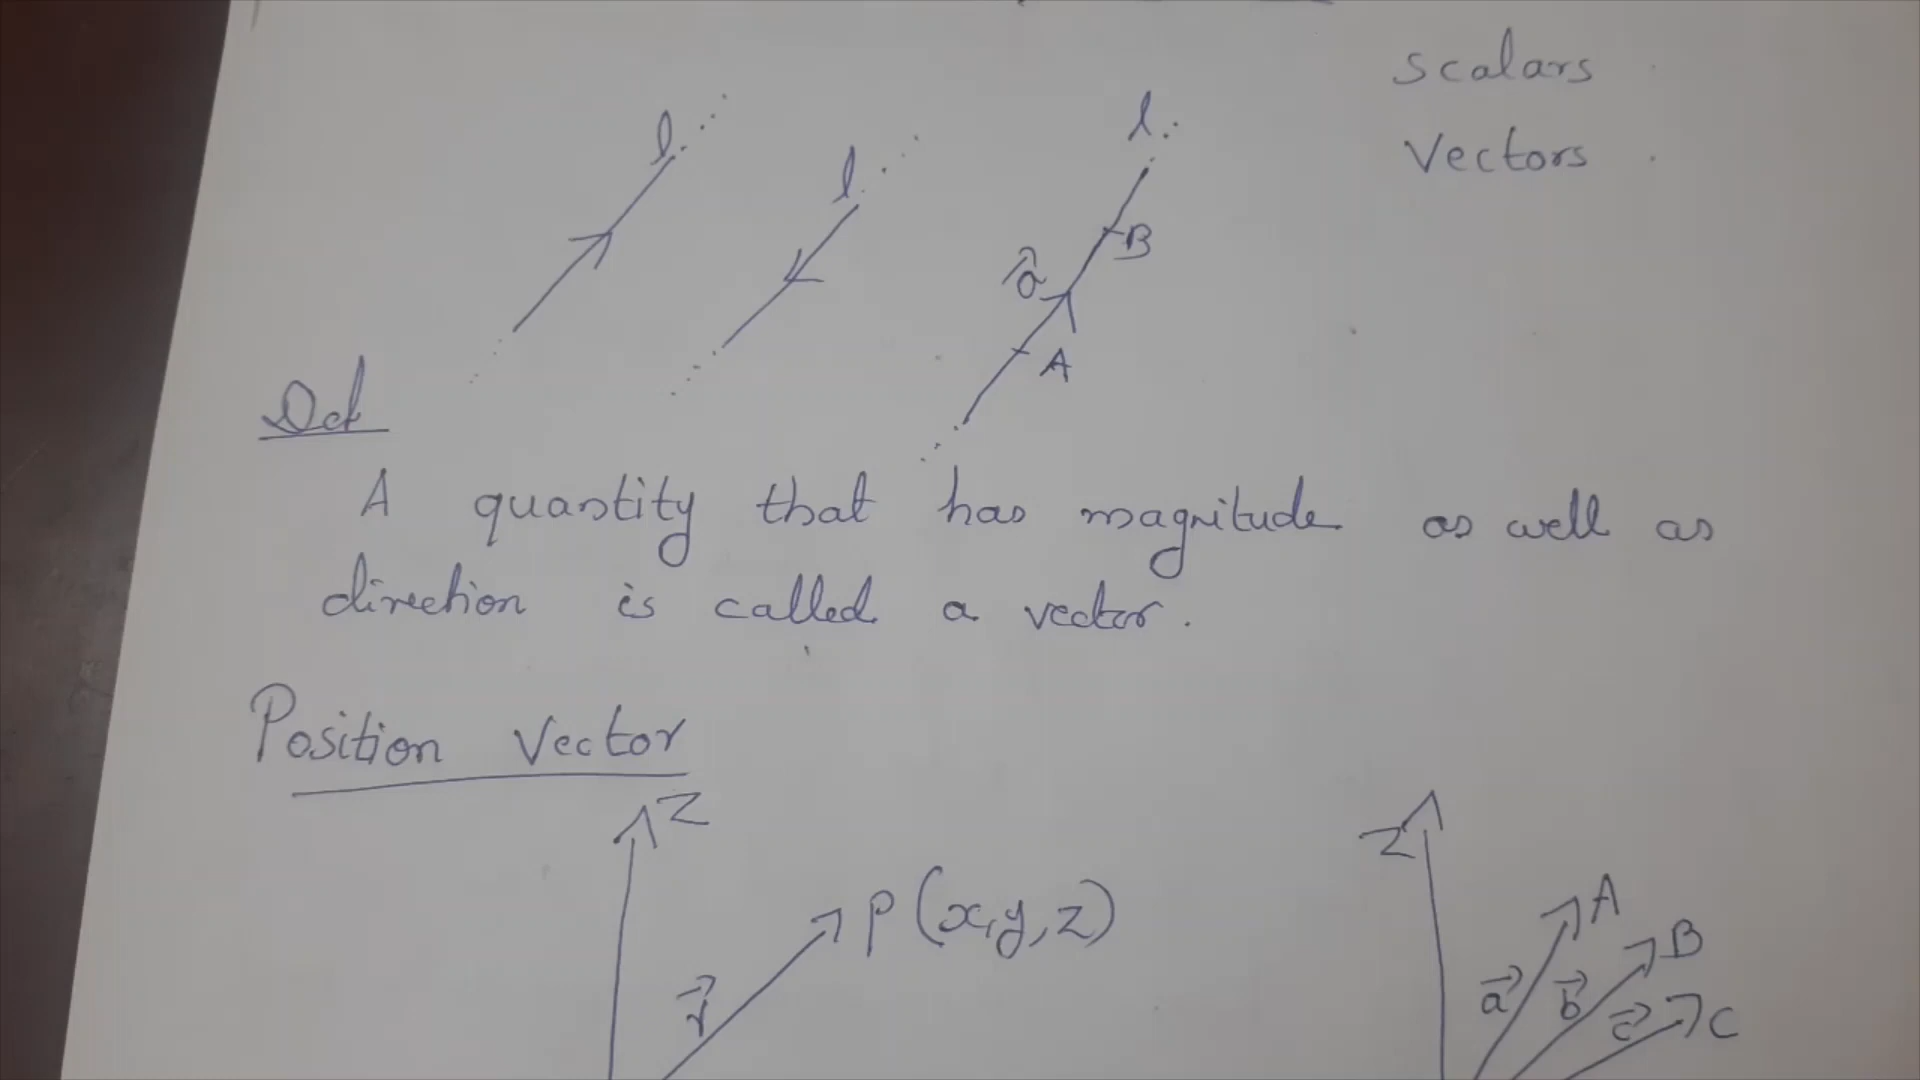 scalars
Vectors
l
l
l
B
a
A
Def
A quantity that has magnitude as well as
direction is called a vector.
Position Vector
Z
P(x,y,z)
r
Z
A
B
C
a
b
c